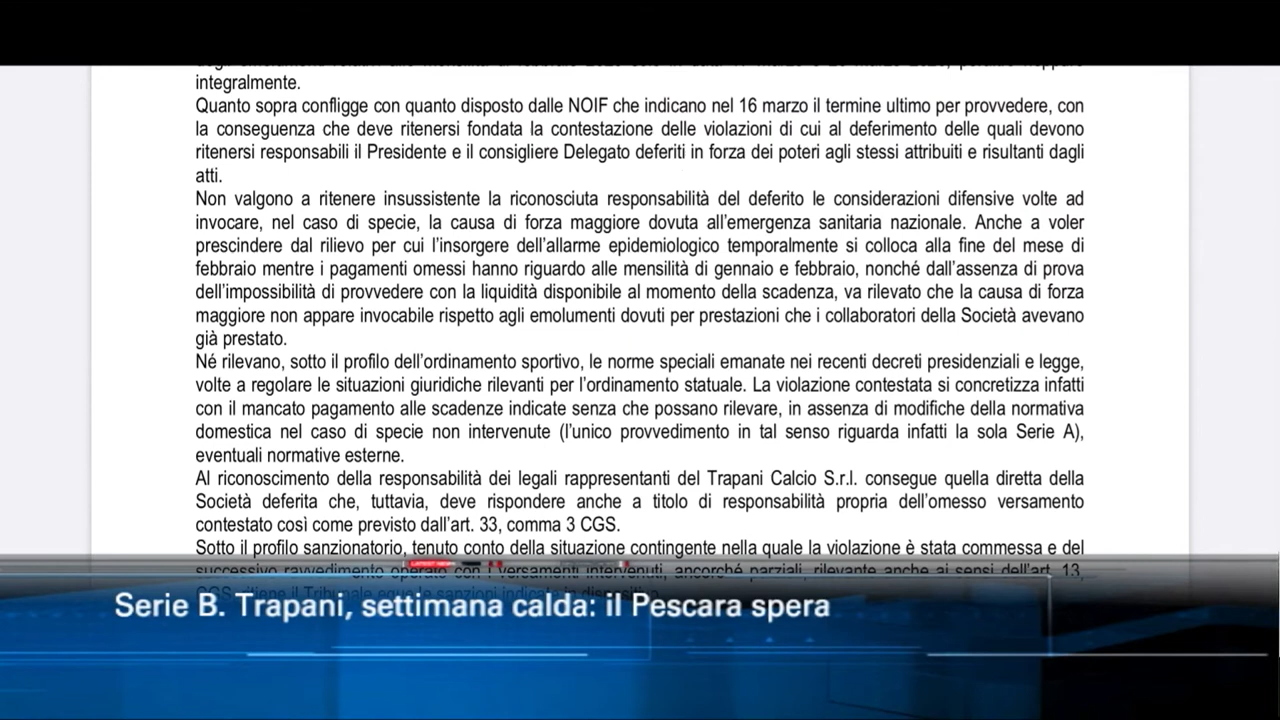 integralmente.
Quanto sopra confligge con quanto disposto dalle NOIF che indicano nel 16 marzo il termine ultimo per provvedere, con
la conseguenza che deve ritenersi fondata la contestazione delle violazioni di cui al deferimento delle quali devono
ritenersi responsabili il Presidente e il consigliere Delegato deferiti in forza dei poteri agli stessi attribuiti e risultanti dagli
atti.
Non valgono a ritenere insussistente la riconosciuta responsabilità del deferito le considerazioni difensive volte ad
invocare, nel caso di specie, la causa di forza maggiore dovuta all'emergenza sanitaria nazionale. Anche a voler
prescindere dal rilievo per cui l'insorgere dell'allarme epidemiologico temporalmente si colloca alla fine del mese di
febbraio mentre i pagamenti omessi hanno riguardo alle mensilità di gennaio e febbraio, nonché dall'assenza di prova
dell'impossibilità di provvedere con la liquidità disponibile al momento della scadenza, va rilevato che la causa di forza
maggiore non appare invocabile rispetto agli emolumenti dovuti per prestazioni che i collaboratori della Società avevano
già prestato.
Né rilevano, sotto il profilo dell'ordinamento sportivo, le norme speciali emanate nei recenti decreti presidenziali e legge,
volte a regolare le situazioni giuridiche rilevanti per l'ordinamento statuale. La violazione contestata si concretizza infatti
con il mancato pagamento alle scadenze indicate senza che possano rilevare, in assenza di modifiche della normativa
domestica nel caso di specie non intervenute (l'unico provvedimento in tal senso riguarda infatti la sola Serie A),
eventuali normative esterne.
Al riconoscimento della responsabilità dei legali rappresentanti del Trapani Calcio S.r.l. consegue quella diretta della
Società deferita che, tuttavia, deve rispondere anche a titolo di responsabilità propria dell'omesso versamento
contestato così come previsto dall'art. 33, comma 3 CGS.
Sotto il profilo sanzionatorio, tenuto conto della situazione contingente nella quale la violazione è stata commessa e del
successivo ravvedimento operato con i versamenti intervenuti, ancorché parziali, rilevante anche ai sensi dell'art. 13,
Serie B. Trapani, settimana calda: il Pescara spera